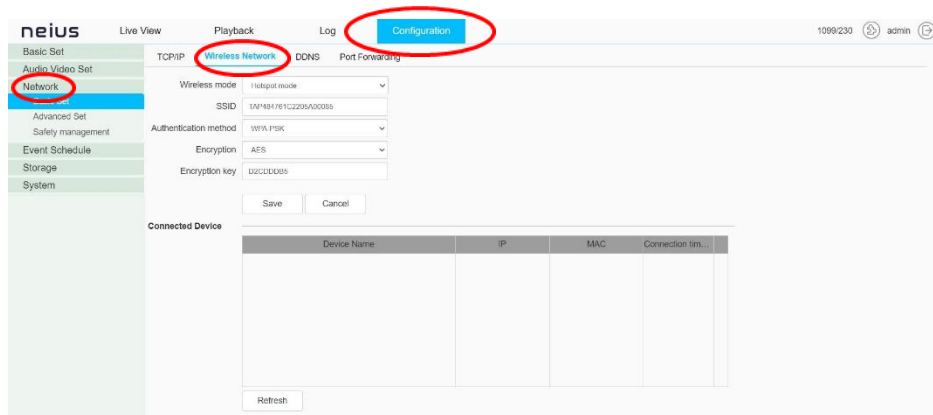 neius Live View Playback Log Configuration 1099/230 admin
Basic Set
Audio Video Set
Network
Advanced Set
Safety management
Event Schedule
Storage
System
TCP/IP Wireless Network DDNS Port Forwarding
Wireless mode Hotspot mode
SSID
Authentication method WPA-PSK
Encryption AES
Encryption key D2CDDDB5
Save Cancel
Connected Device
Device Name IP MAC Connection tim...
Refresh